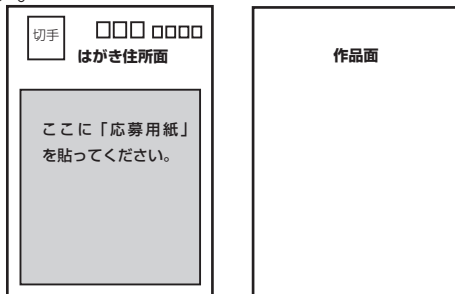 切手
□□□ □□□□
はがき住所面
ここに「応募用紙」
を貼ってください。
作品面